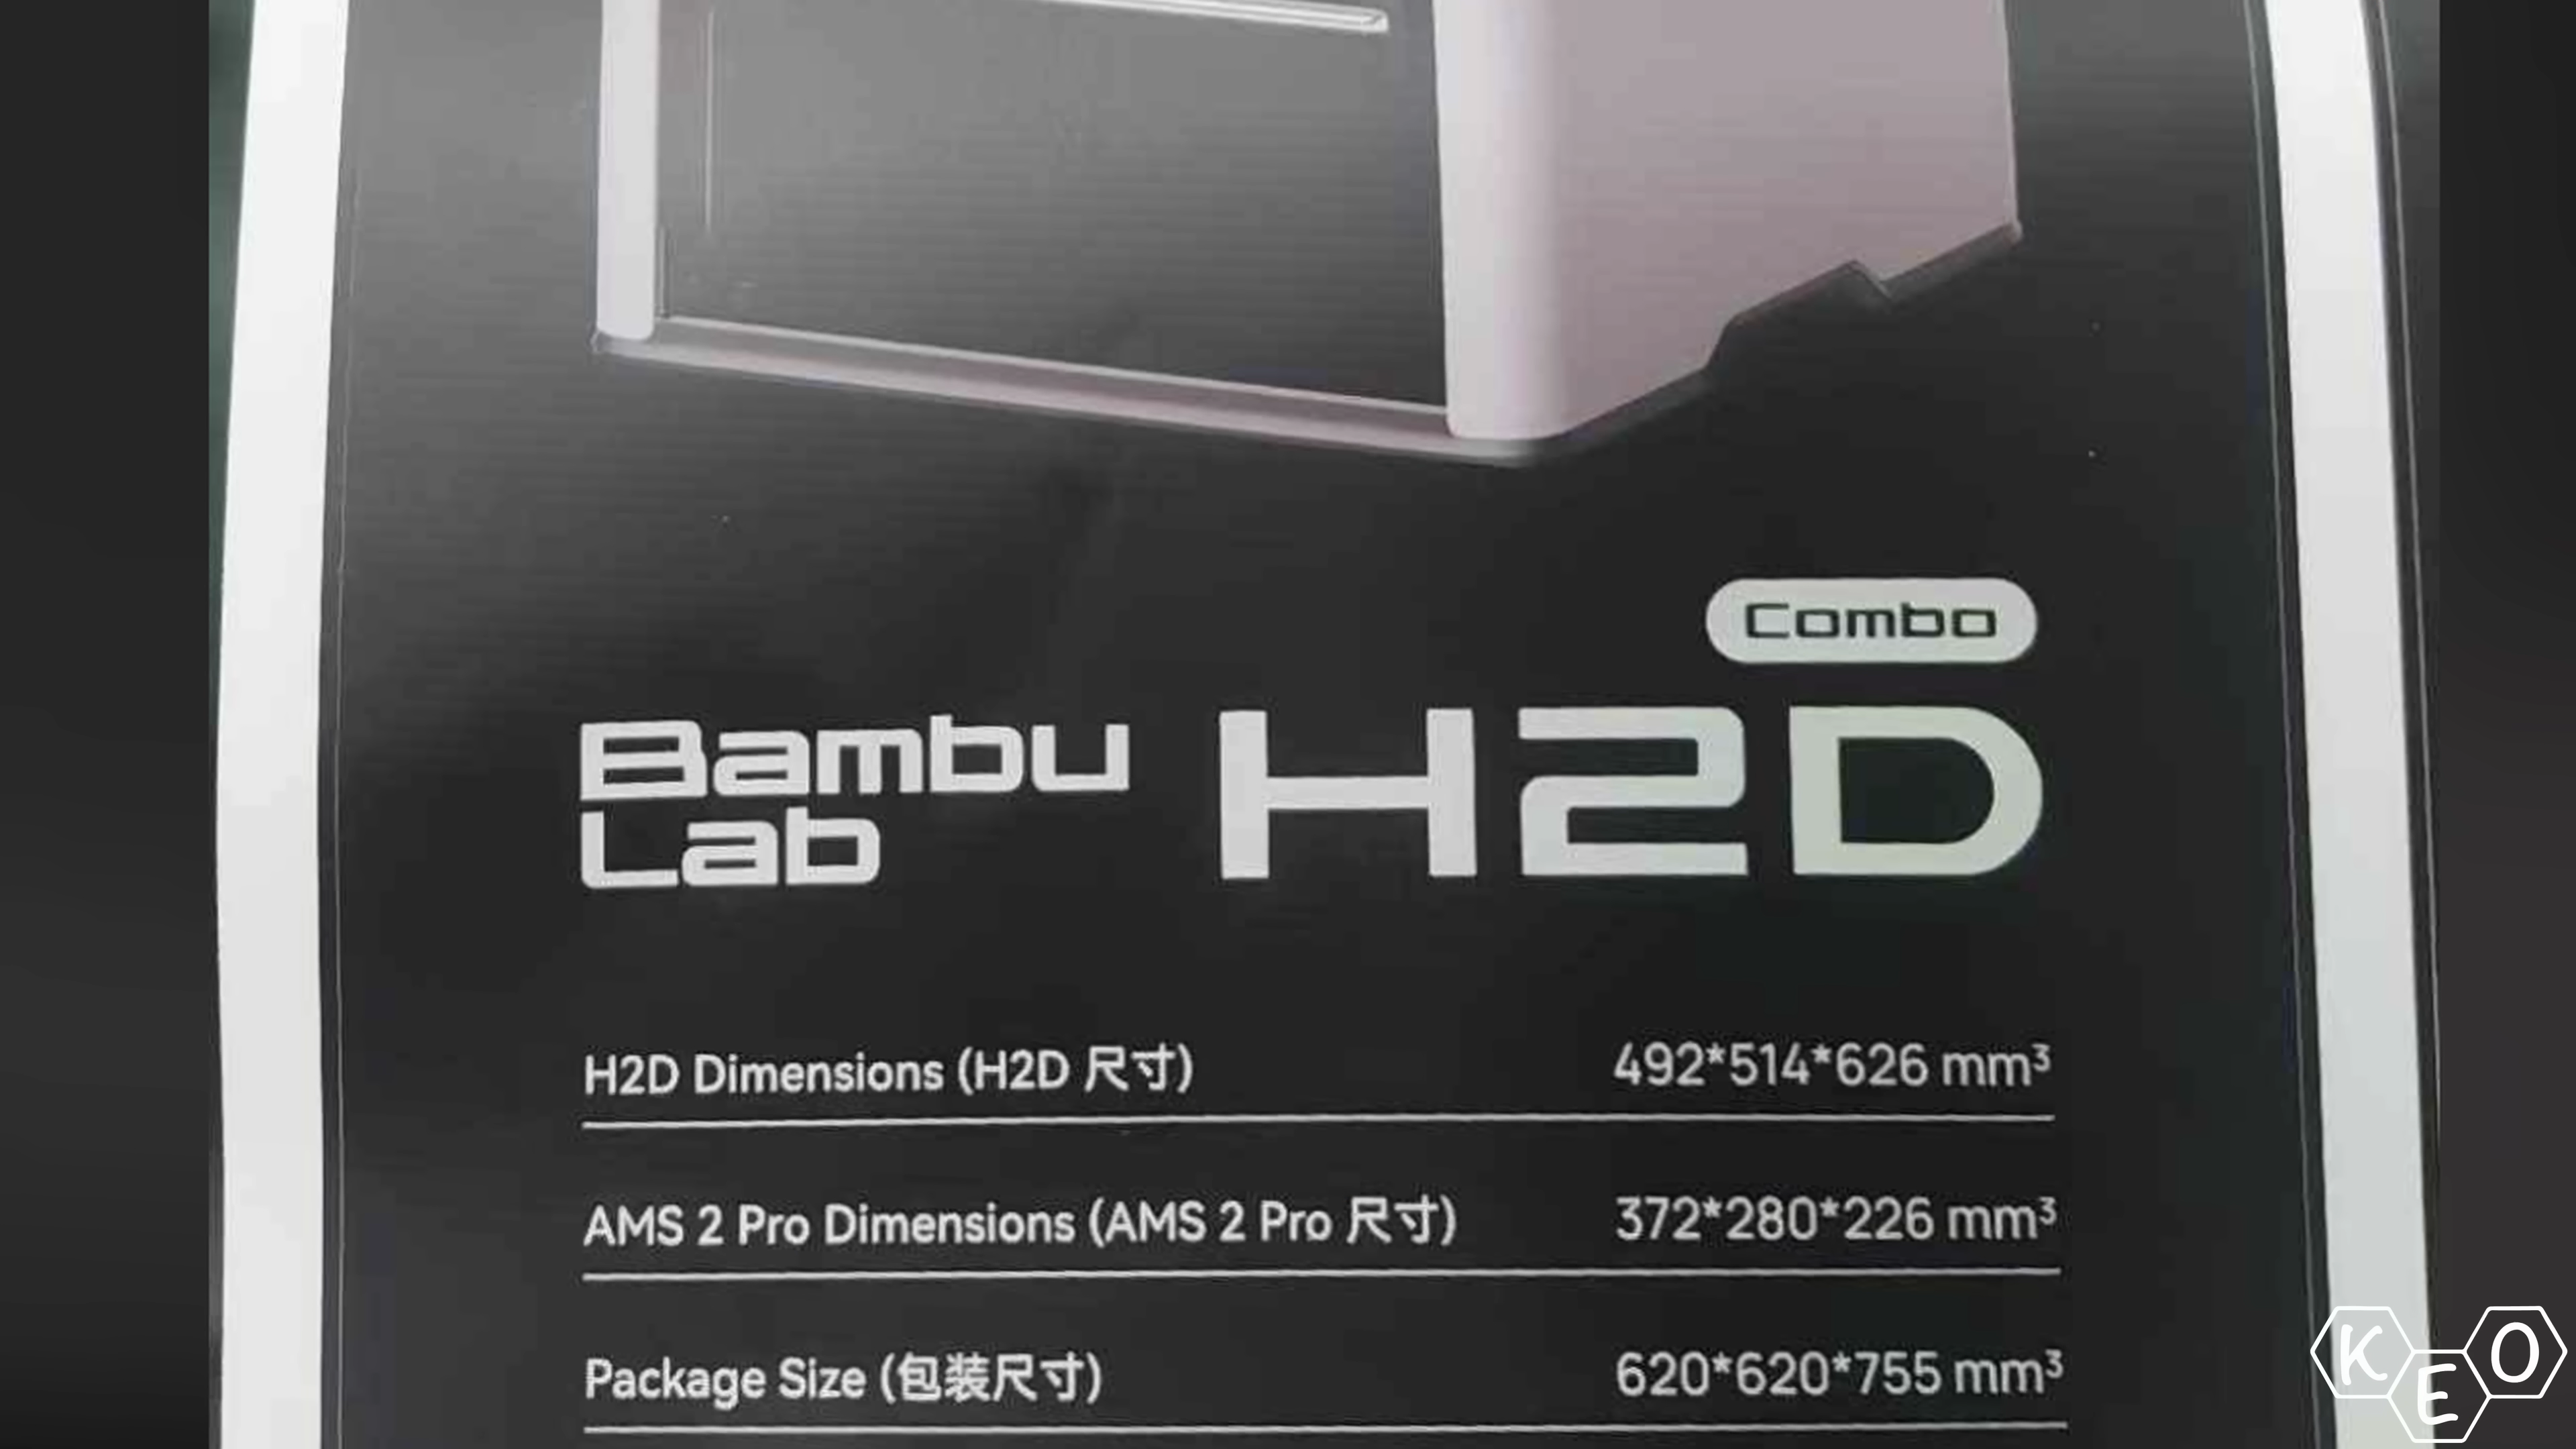 Combo
Bambu Lab H2D
H2D Dimensions (H2D 尺寸) 492*514*626 mm³
AMS 2 Pro Dimensions (AMS 2 Pro 尺寸) 372*280*226 mm³
Package Size (包装尺寸) 620*620*755 mm³
KEO